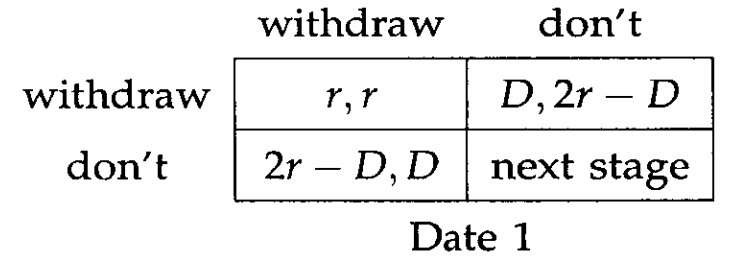 withdraw don't
withdraw r, r D, 2r − D
don't 2r − D, D next stage
Date 1